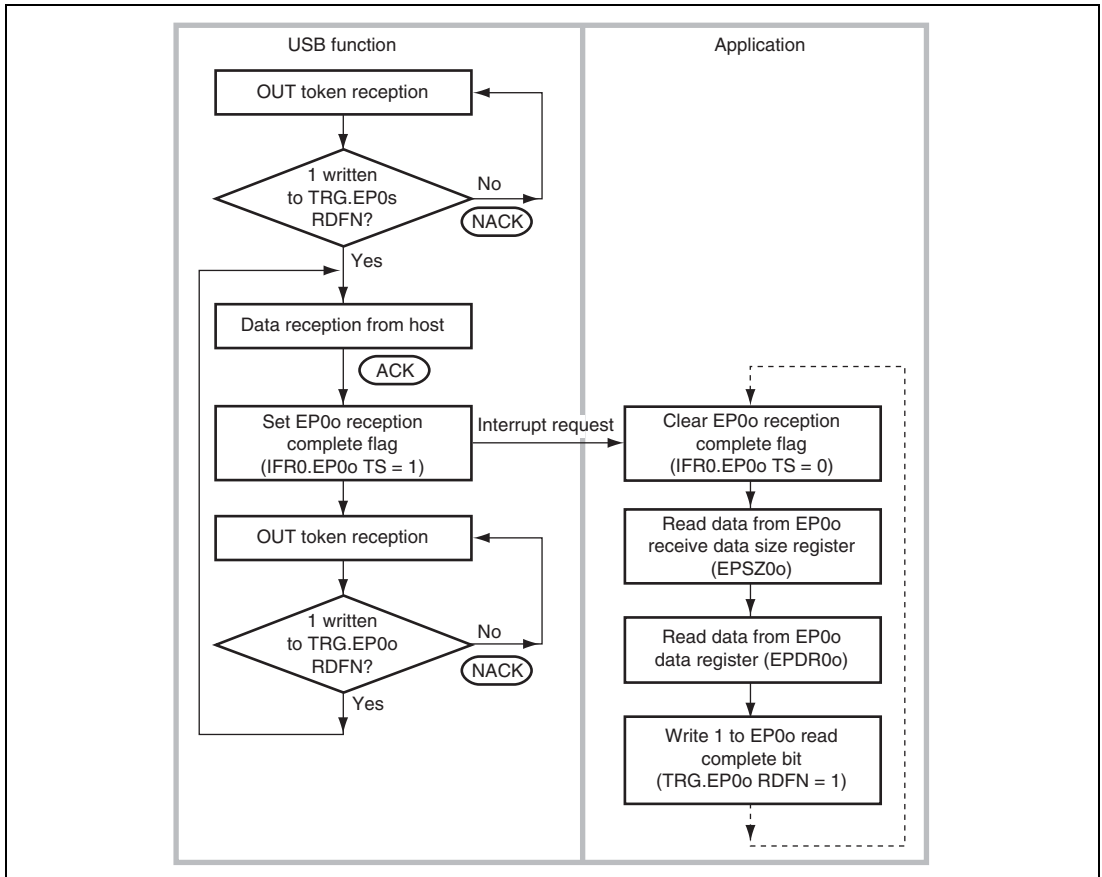 USB function
Application
OUT token reception
1 written
to TRG.EP0s
RDFN?
No
NACK
Yes
Data reception from host
ACK
Set EP0o reception
complete flag
(IFR0.EP0o TS = 1)
Interrupt request
Clear EP0o reception
complete flag
(IFR0.EP0o TS = 0)
OUT token reception
Read data from EP0o
receive data size register
(EPSZ0o)
1 written
to TRG.EP0o
RDFN?
No
NACK
Yes
Read data from EP0o
data register (EPDR0o)
Write 1 to EP0o read
complete bit
(TRG.EP0o RDFN = 1)